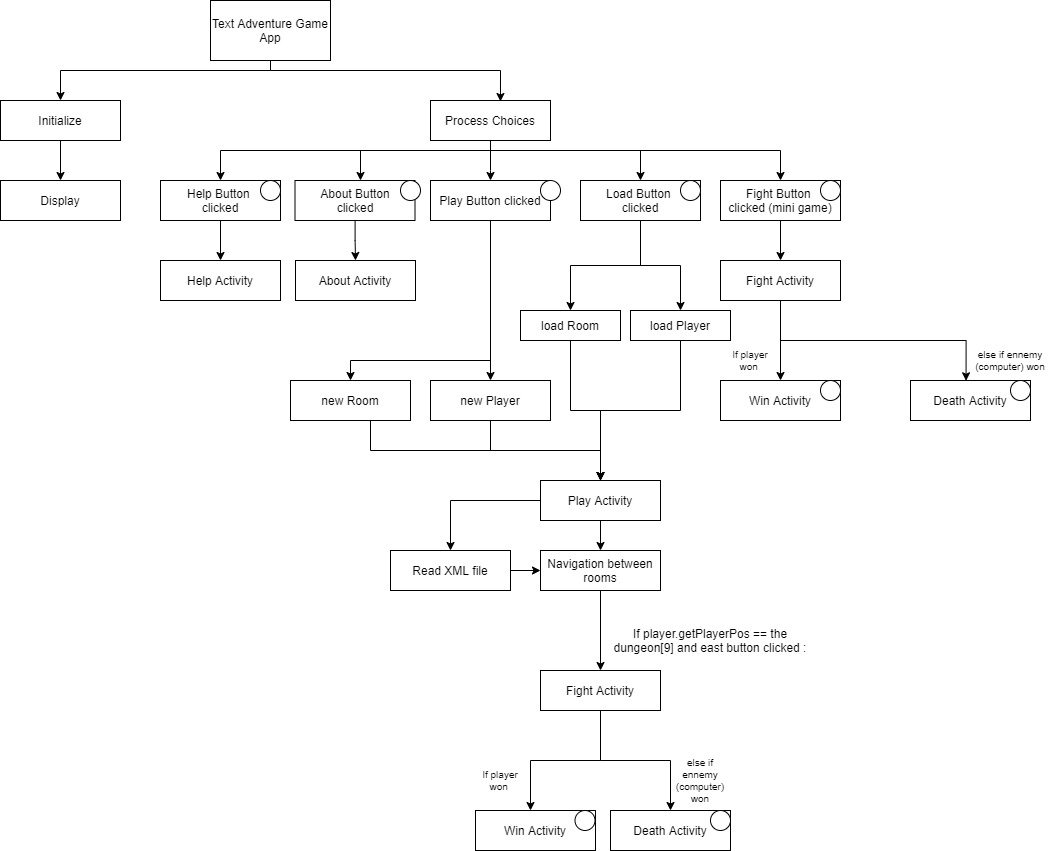 Text Adventure Game
App
Initialize
Process Choices
Display
Help Button
clicked
About Button
clicked
Play Button clicked
Load Button
clicked
Fight Button
clicked (mini game)
Help Activity
About Activity
Fight Activity
load Room
load Player
If player
won
else if ennemy
(computer) won
new Room
new Player
Win Activity
Death Activity
Play Activity
Read XML file
Navigation between
rooms
If player.getPlayerPos == the
dungeon[9] and east button clicked :
Fight Activity
If player
won
else if
ennemy
(computer)
won
Win Activity
Death Activity